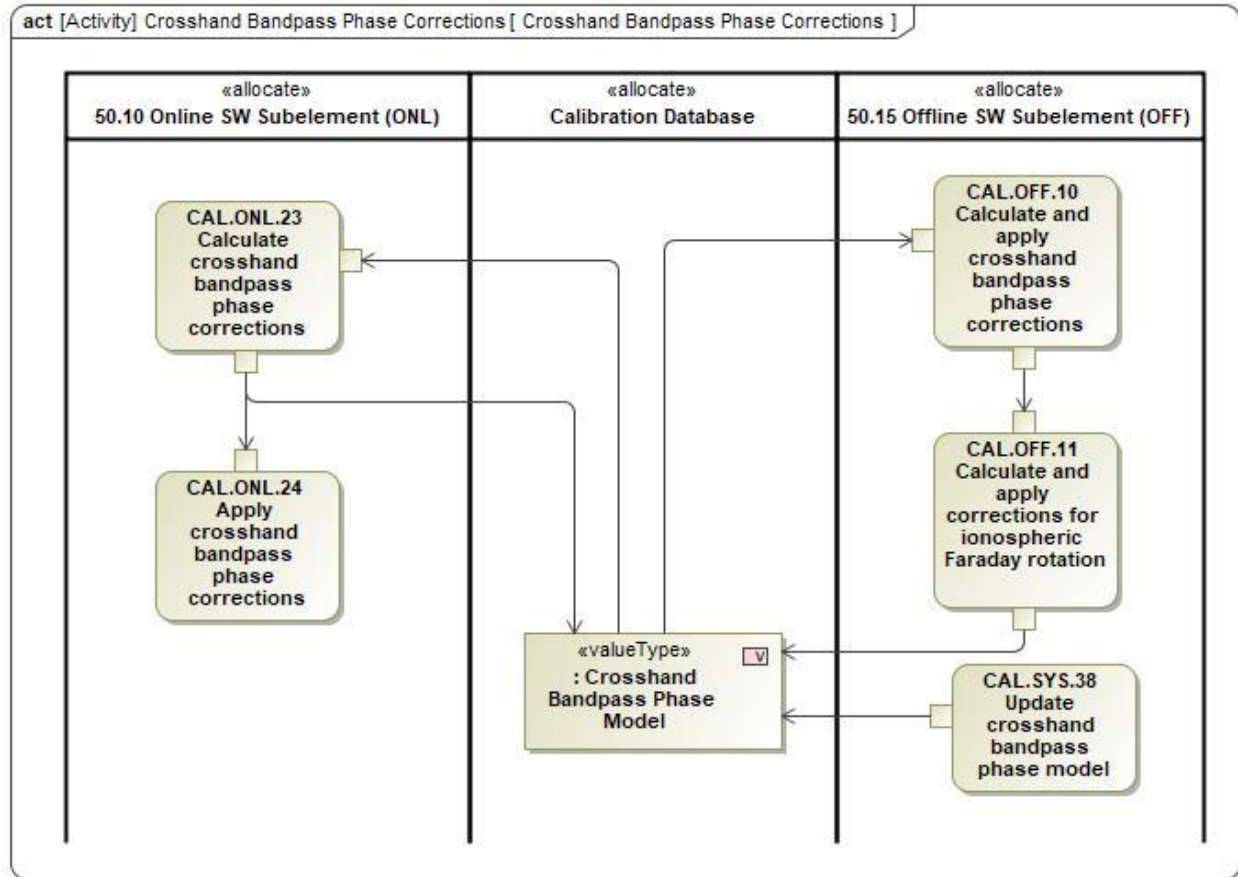 act [Activity] Crosshand Bandpass Phase Corrections [ Crosshand Bandpass Phase Corrections ]
«allocate»
50.10 Online SW Subelement (ONL)
«allocate»
Calibration Database
«allocate»
50.15 Offline SW Subelement (OFF)
CAL.ONL.23
Calculate
crosshand
bandpass
phase
corrections
CAL.ONL.24
Apply
crosshand
bandpass
phase
corrections
«valueType»
V
: Crosshand
Bandpass Phase
Model
CAL.OFF.10
Calculate and
apply
crosshand
bandpass
phase
corrections
CAL.OFF.11
Calculate and
apply
corrections for
ionospheric
Faraday rotation
CAL.SYS.38
Update
crosshand
bandpass
phase model